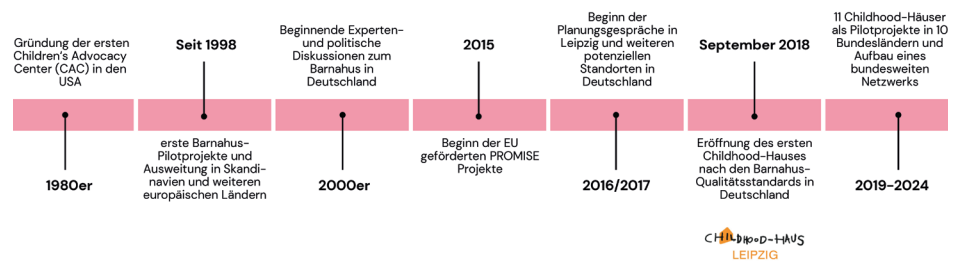 Gründung der ersten
Children's Advocacy
Center (CAC) in den
USA
1980er
Seit 1998
erste Barnahus-
Pilotprojekte und
Ausweitung in Skandi-
navien und weiteren
europäischen Ländern
Beginnende Experten-
und politische
Diskussionen zum
Barnahus in
Deutschland
2000er
2015
Beginn der EU
geförderten PROMISE
Projekte
Beginn der
Planungsgespräche in
Leipzig und weiteren
potenziellen
Standorten in
Deutschland
2016/2017
September 2018
Eröffnung des ersten
Childhood-Hauses
nach den Barnahus-
Qualitätsstandards in
Deutschland
CHILDHOOD-HAUS
LEIPZIG
11 Childhood-Häuser
als Pilotprojekte in 10
Bundesländern und
Aufbau eines
bundesweiten
Netzwerks
2019-2024